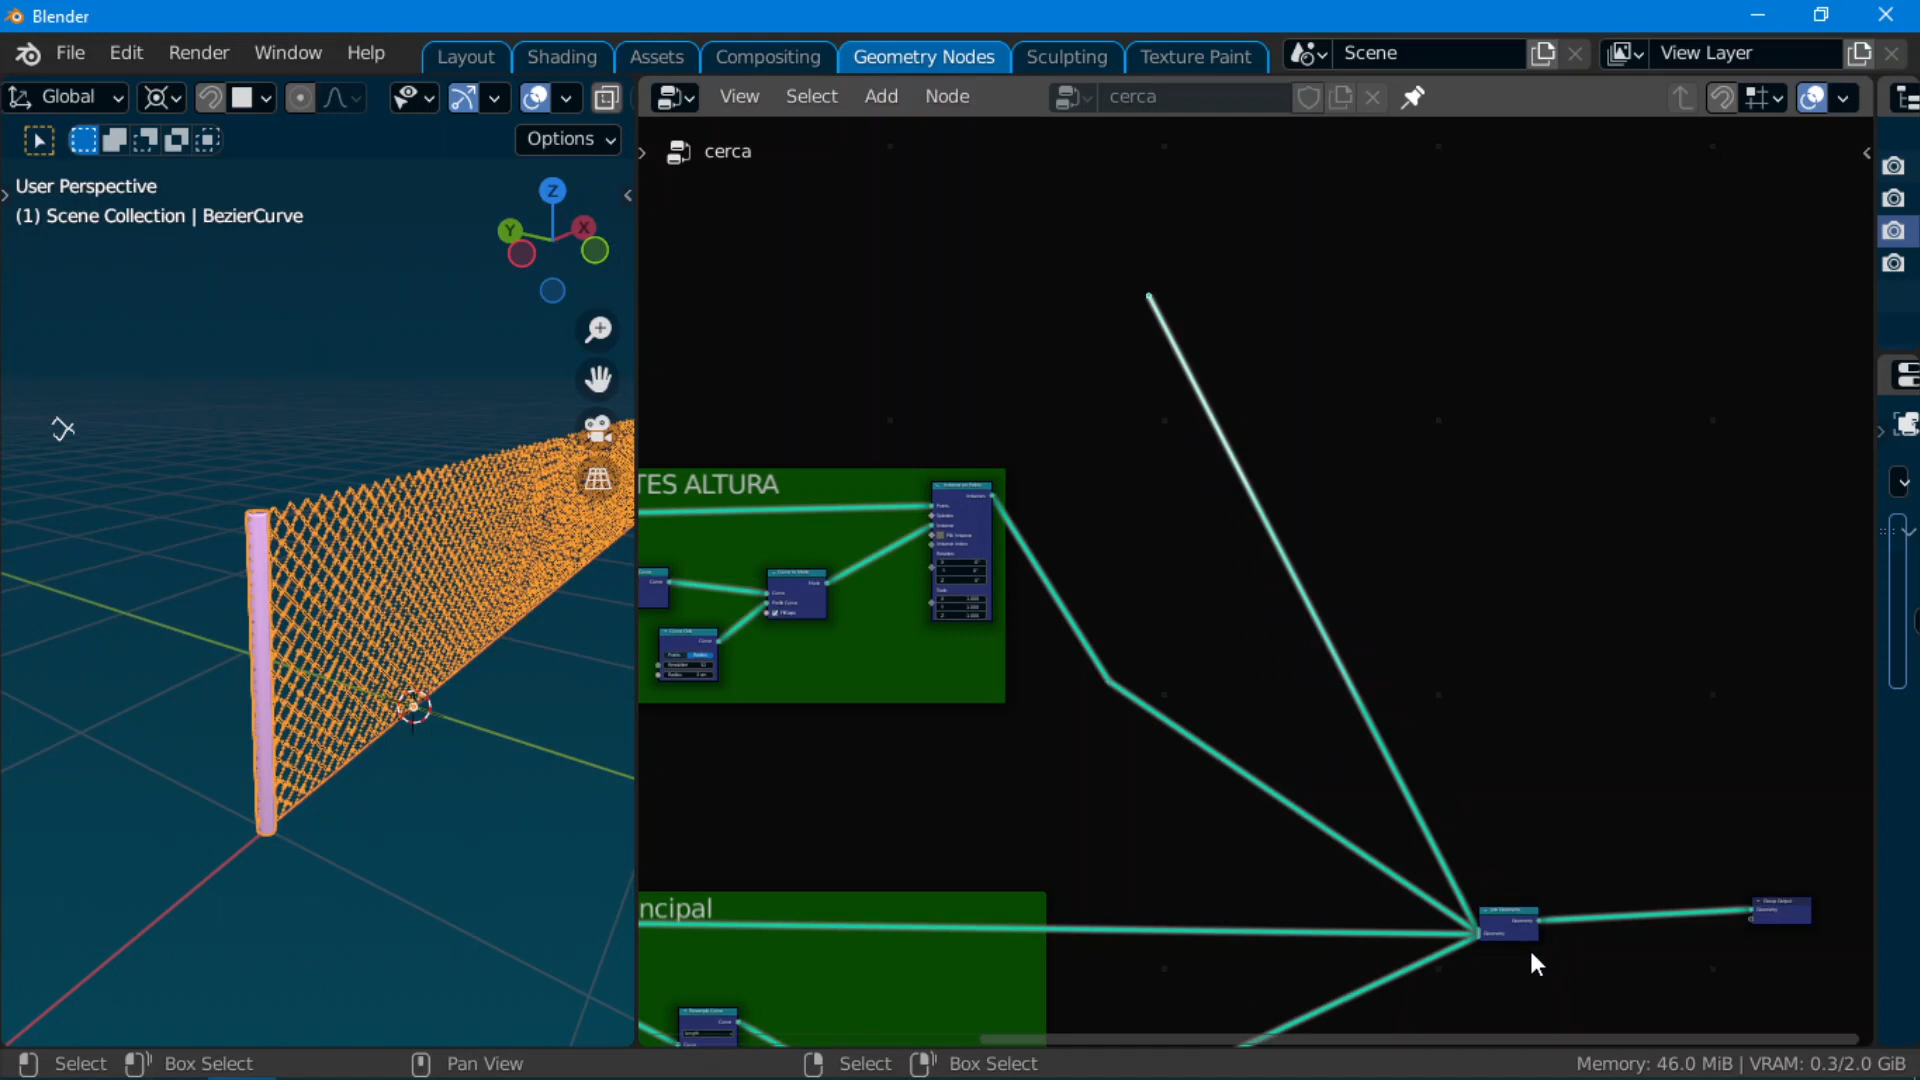 Blender
File Edit Render Window Help
Layout Shading Assets Compositing Geometry Nodes Sculpting Texture Paint
Scene
View Layer
Global
View Select Add Node
cerca
Options
cerca
User Perspective
(1) Scene Collection | BezierCurve
Z
Y
X
TES ALTURA
ncipal
Select Box Select Pan View Select Box Select Memory: 46.0 MiB | VRAM: 0.3/2.0 GiB